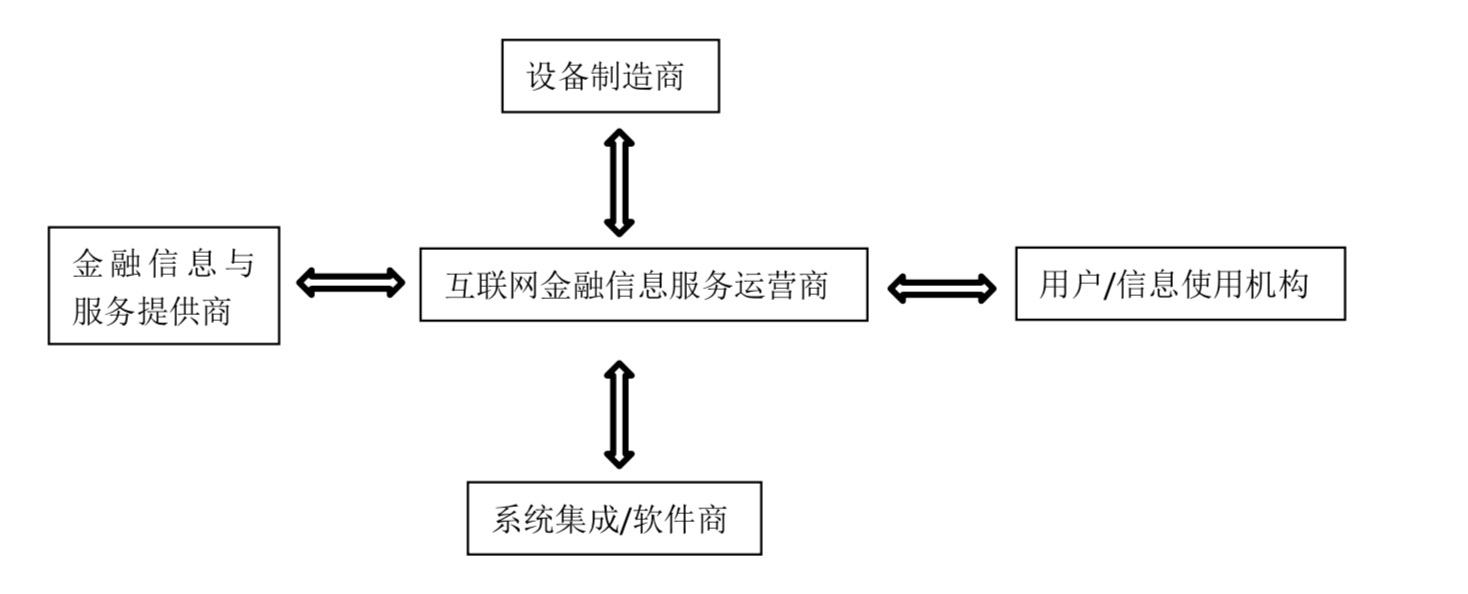 设备制造商
金融信息与
服务提供商
互联网金融信息服务运营商
用户/信息使用机构
系统集成/软件商